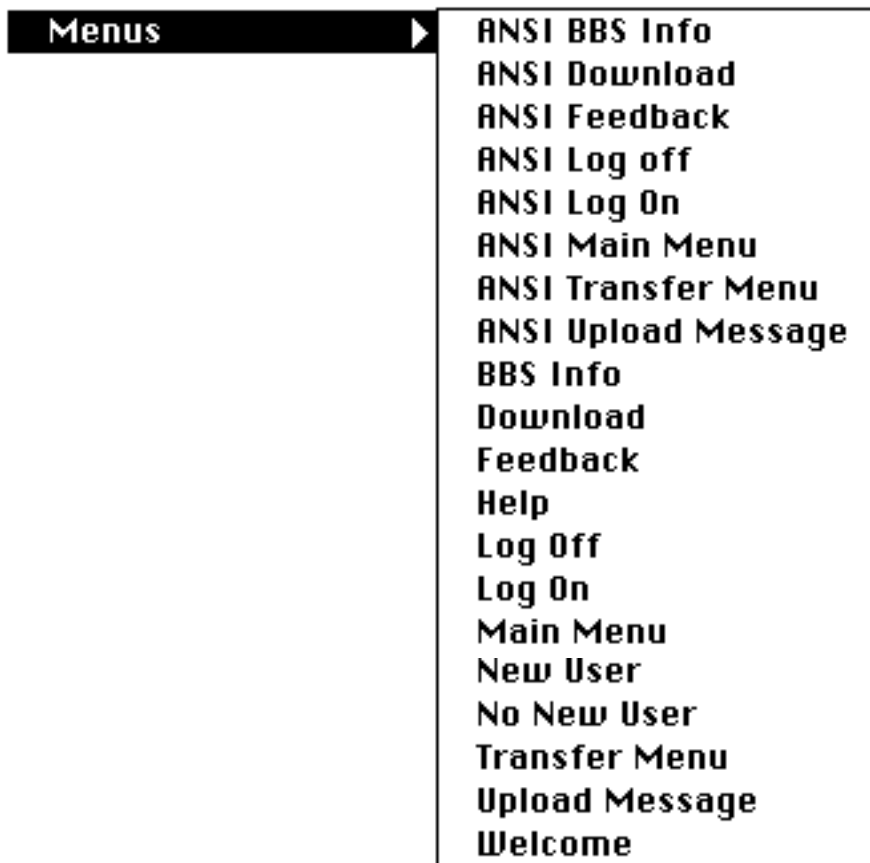 Menus
ANSI BBS Info
ANSI Download
ANSI Feedback
ANSI Log off
ANSI Log On
ANSI Main Menu
ANSI Transfer Menu
ANSI Upload Message
BBS Info
Download
Feedback
Help
Log Off
Log On
Main Menu
New User
No New User
Transfer Menu
Upload Message
Welcome